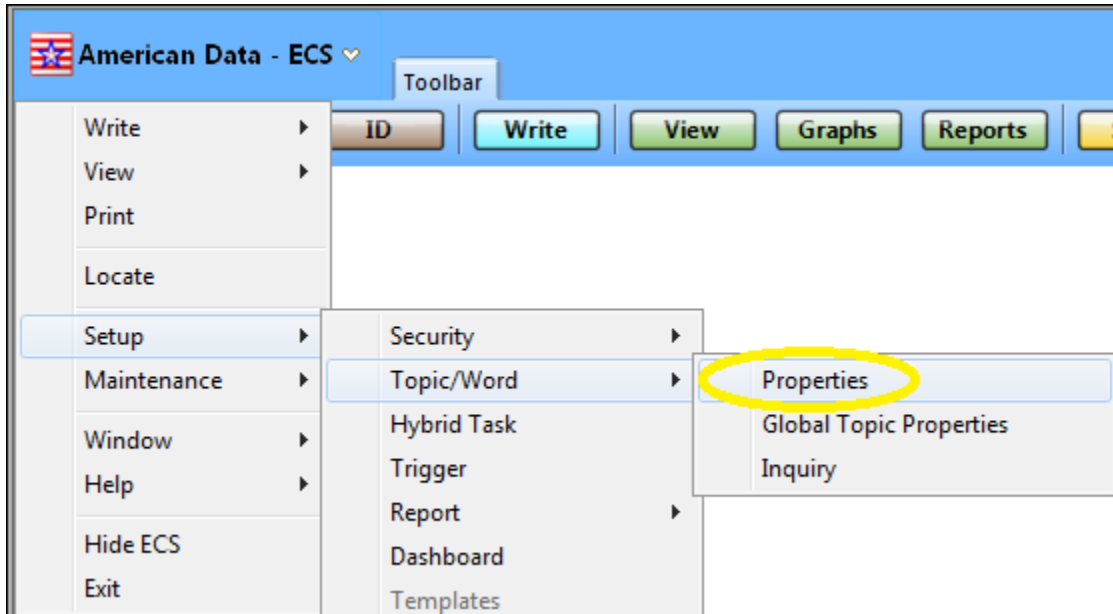 American Data - ECS
Toolbar
ID Write View Graphs Reports
Write
View
Print
Locate
Setup
Maintenance
Window
Help
Hide ECS
Exit
Security
Topic/Word
Hybrid Task
Trigger
Report
Dashboard
Templates
Properties
Global Topic Properties
Inquiry